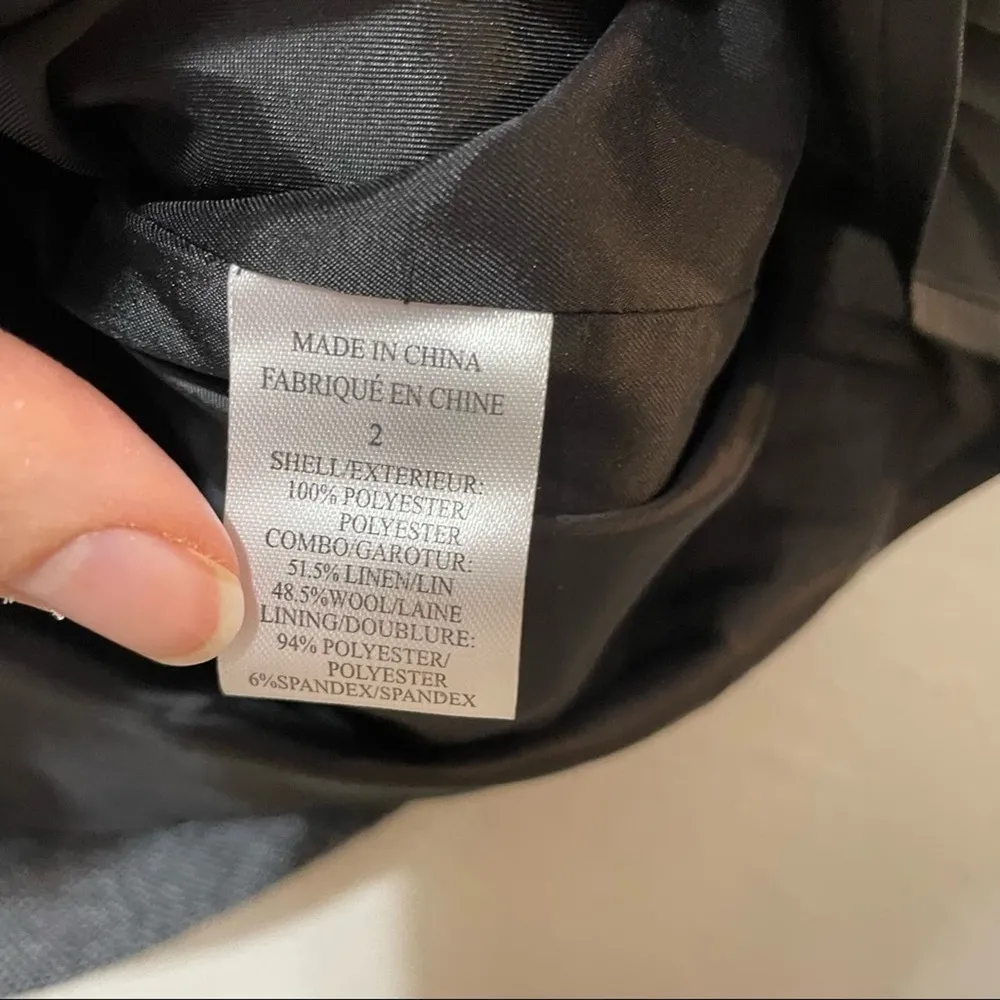 MADE IN CHINA
FABRIQUÉ EN CHINE
2
SHELL/EXTERIEUR:
100% POLYESTER/
POLYESTER
COMBO/GAROTUR:
51.5% LINEN/LIN
48.5%WOOL/LAINE
LINING/DOUBLURE:
94% POLYESTER/
POLYESTER
6%SPANDEX/SPANDEX